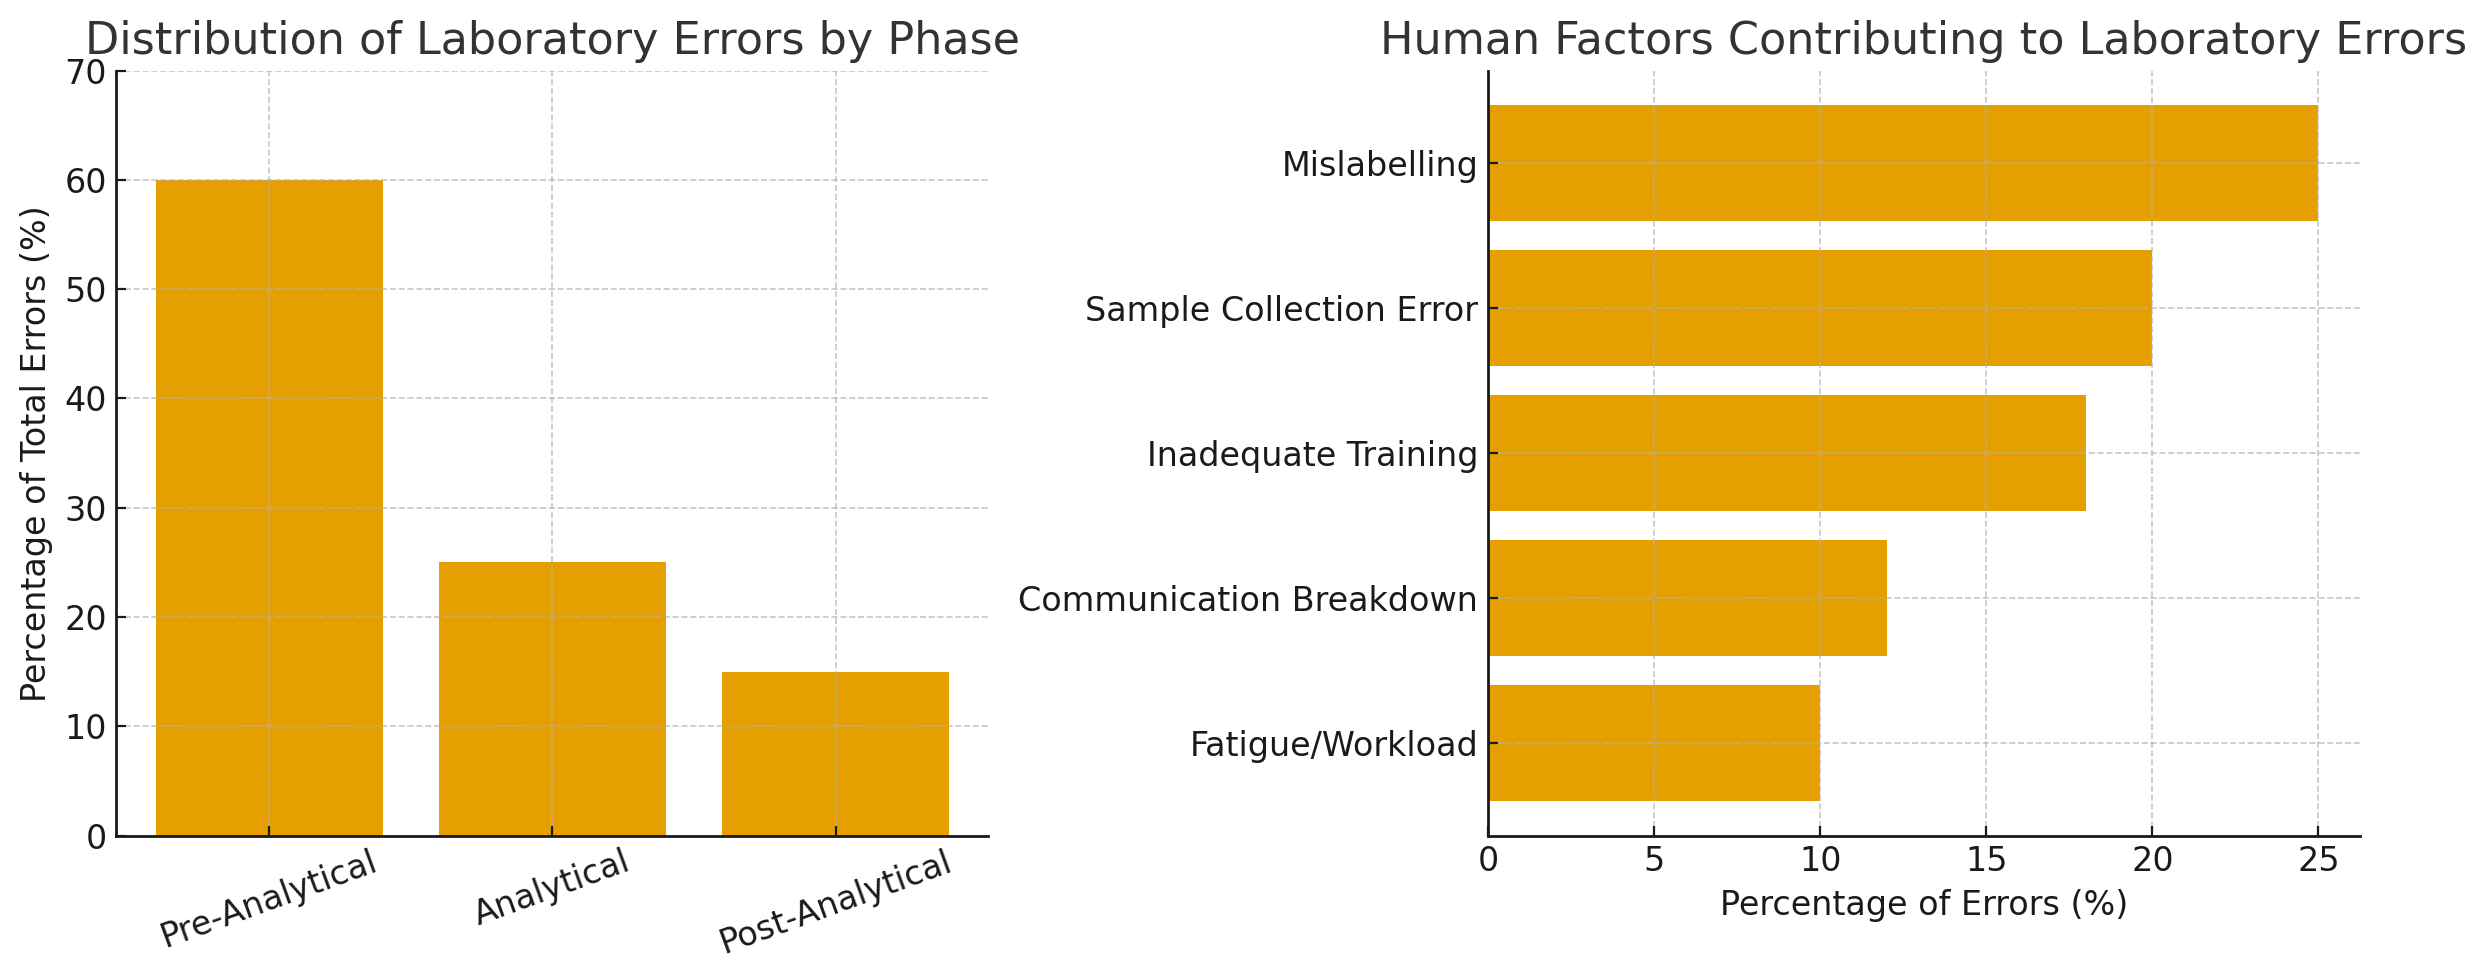 Distribution of Laboratory Errors by Phase
Percentage of Total Errors (%)
70
60
50
40
30
20
10
0
Pre-Analytical
Analytical
Post-Analytical
Human Factors Contributing to Laboratory Errors
Mislabelling
Sample Collection Error
Inadequate Training
Communication Breakdown
Fatigue/Workload
0 5 10 15 20 25
Percentage of Errors (%)